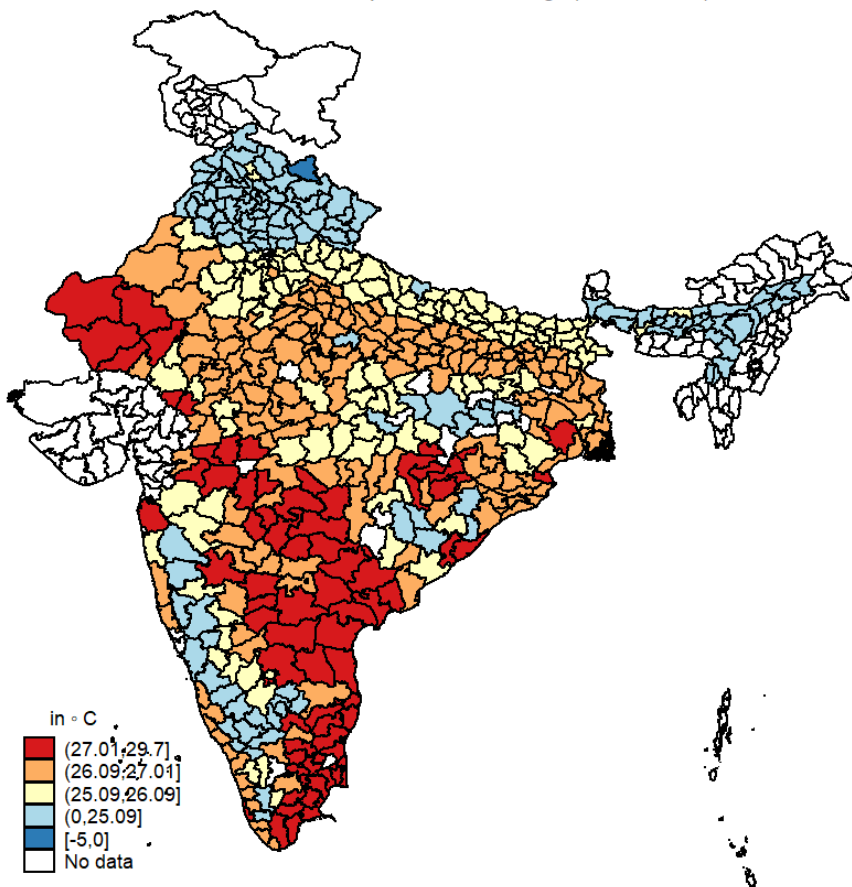 in ∘ C
(27.01,29.7]
(26.09,27.01]
(25.09,26.09]
(0,25.09]
[-5,0]
No data